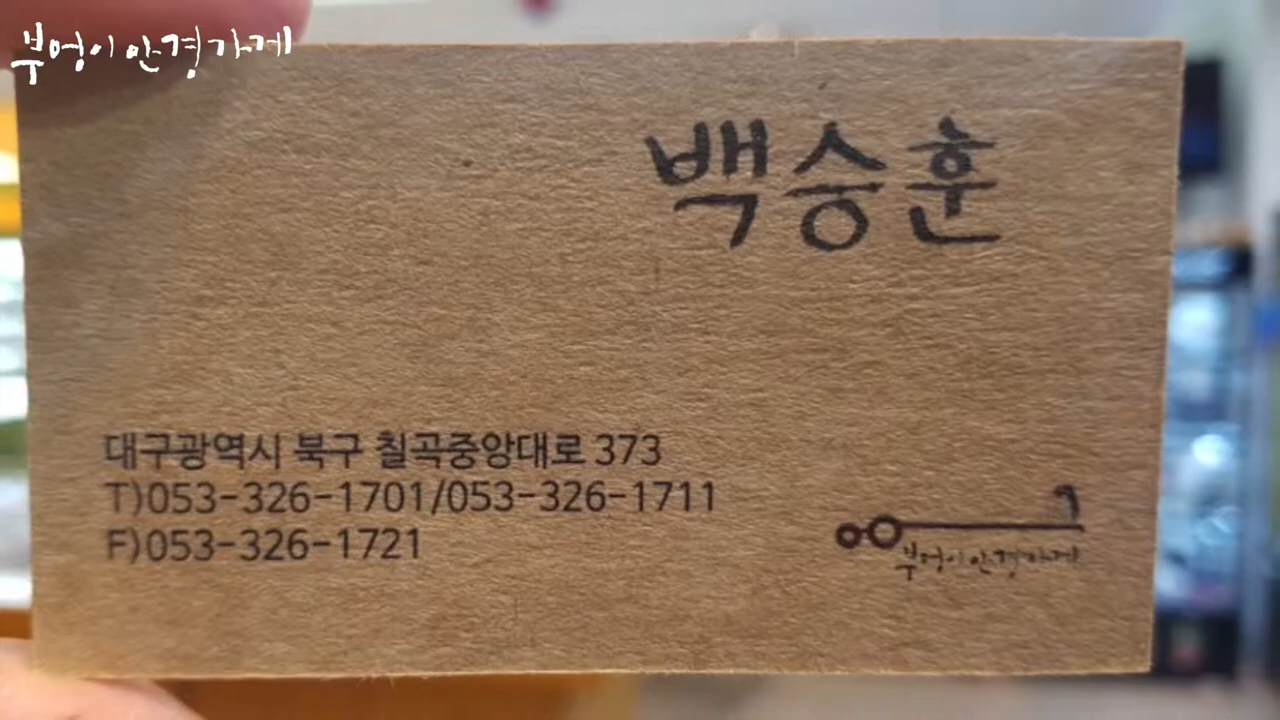 부엉이안경가게
백승훈
대구광역시 북구 칠곡중앙대로 373
T)053-326-1701/053-326-1711
F)053-326-1721
부엉이안경가게